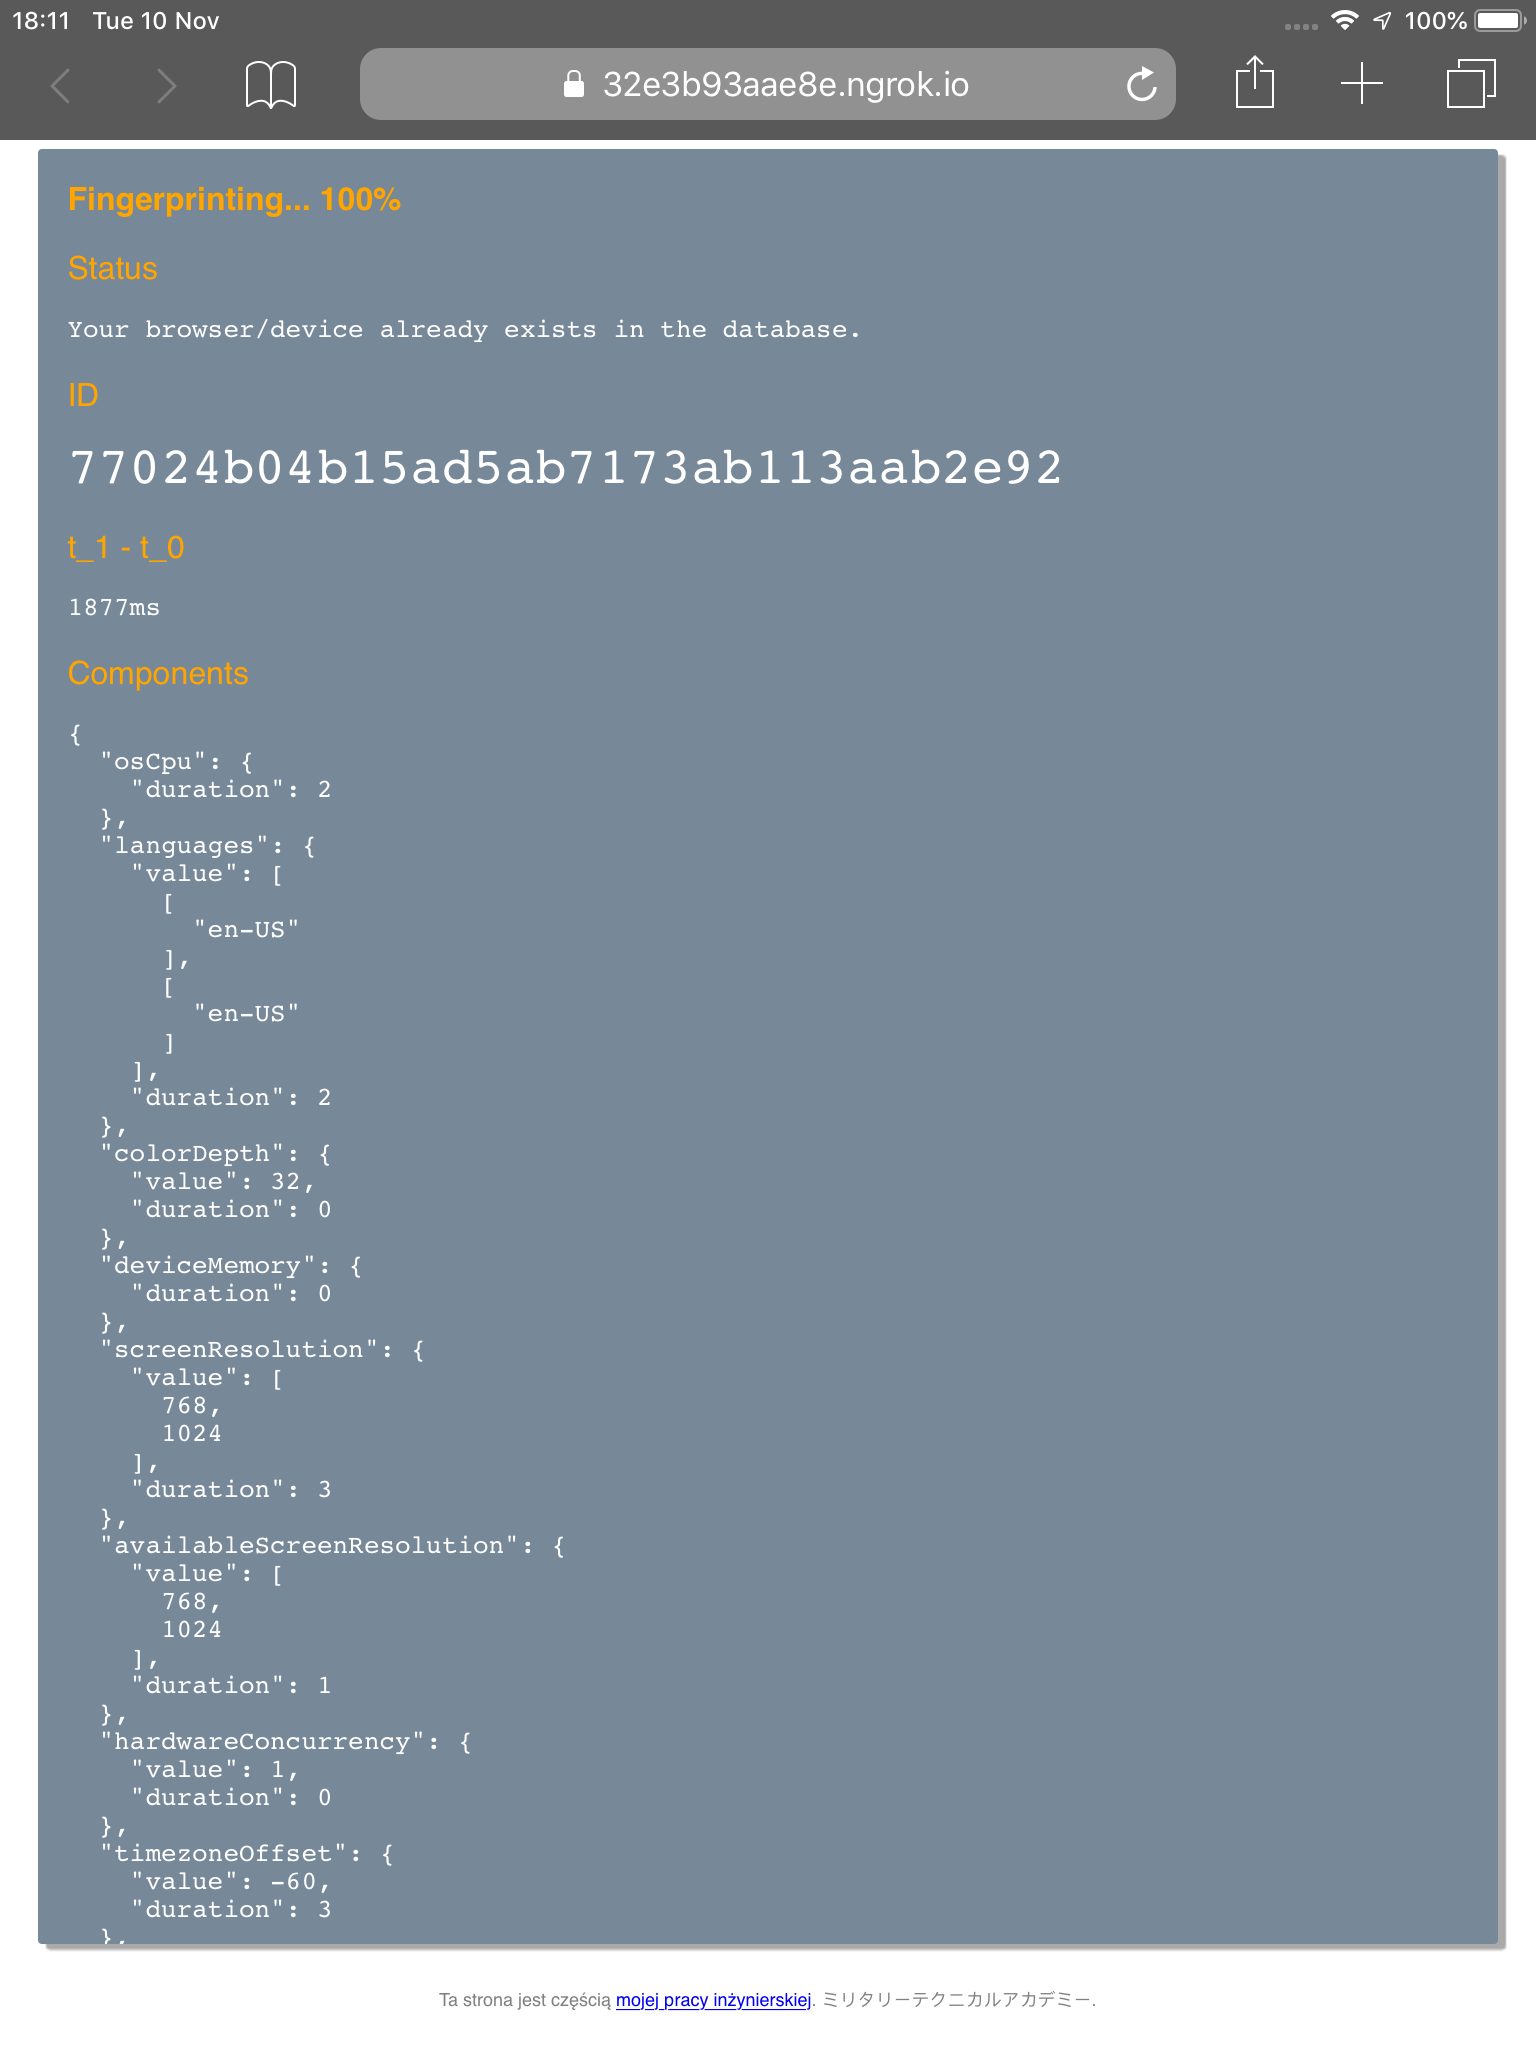 18:11 Tue 10 Nov 100%
32e3b93aae8e.ngrok.io
Fingerprinting... 100%
Status
Your browser/device already exists in the database.
ID
77024b04b15ad5ab7173ab113aab2e92
t_1 - t_0
1877ms
Components
{
"osCpu": {
"duration": 2
},
"languages": {
"value": [
[
"en-US"
],
[
"en-US"
]
],
"duration": 2
},
"colorDepth": {
"value": 32,
"duration": 0
},
"deviceMemory": {
"duration": 0
},
"screenResolution": {
"value": [
768,
1024
],
"duration": 3
},
"availableScreenResolution": {
"value": [
768,
1024
],
"duration": 1
},
"hardwareConcurrency": {
"value": 1,
"duration": 0
},
"timezoneOffset": {
"value": -60,
"duration": 3
},
Ta strona jest częścią mojej pracy inżynierskiej. ミリタリーテクニカルアカデミー.